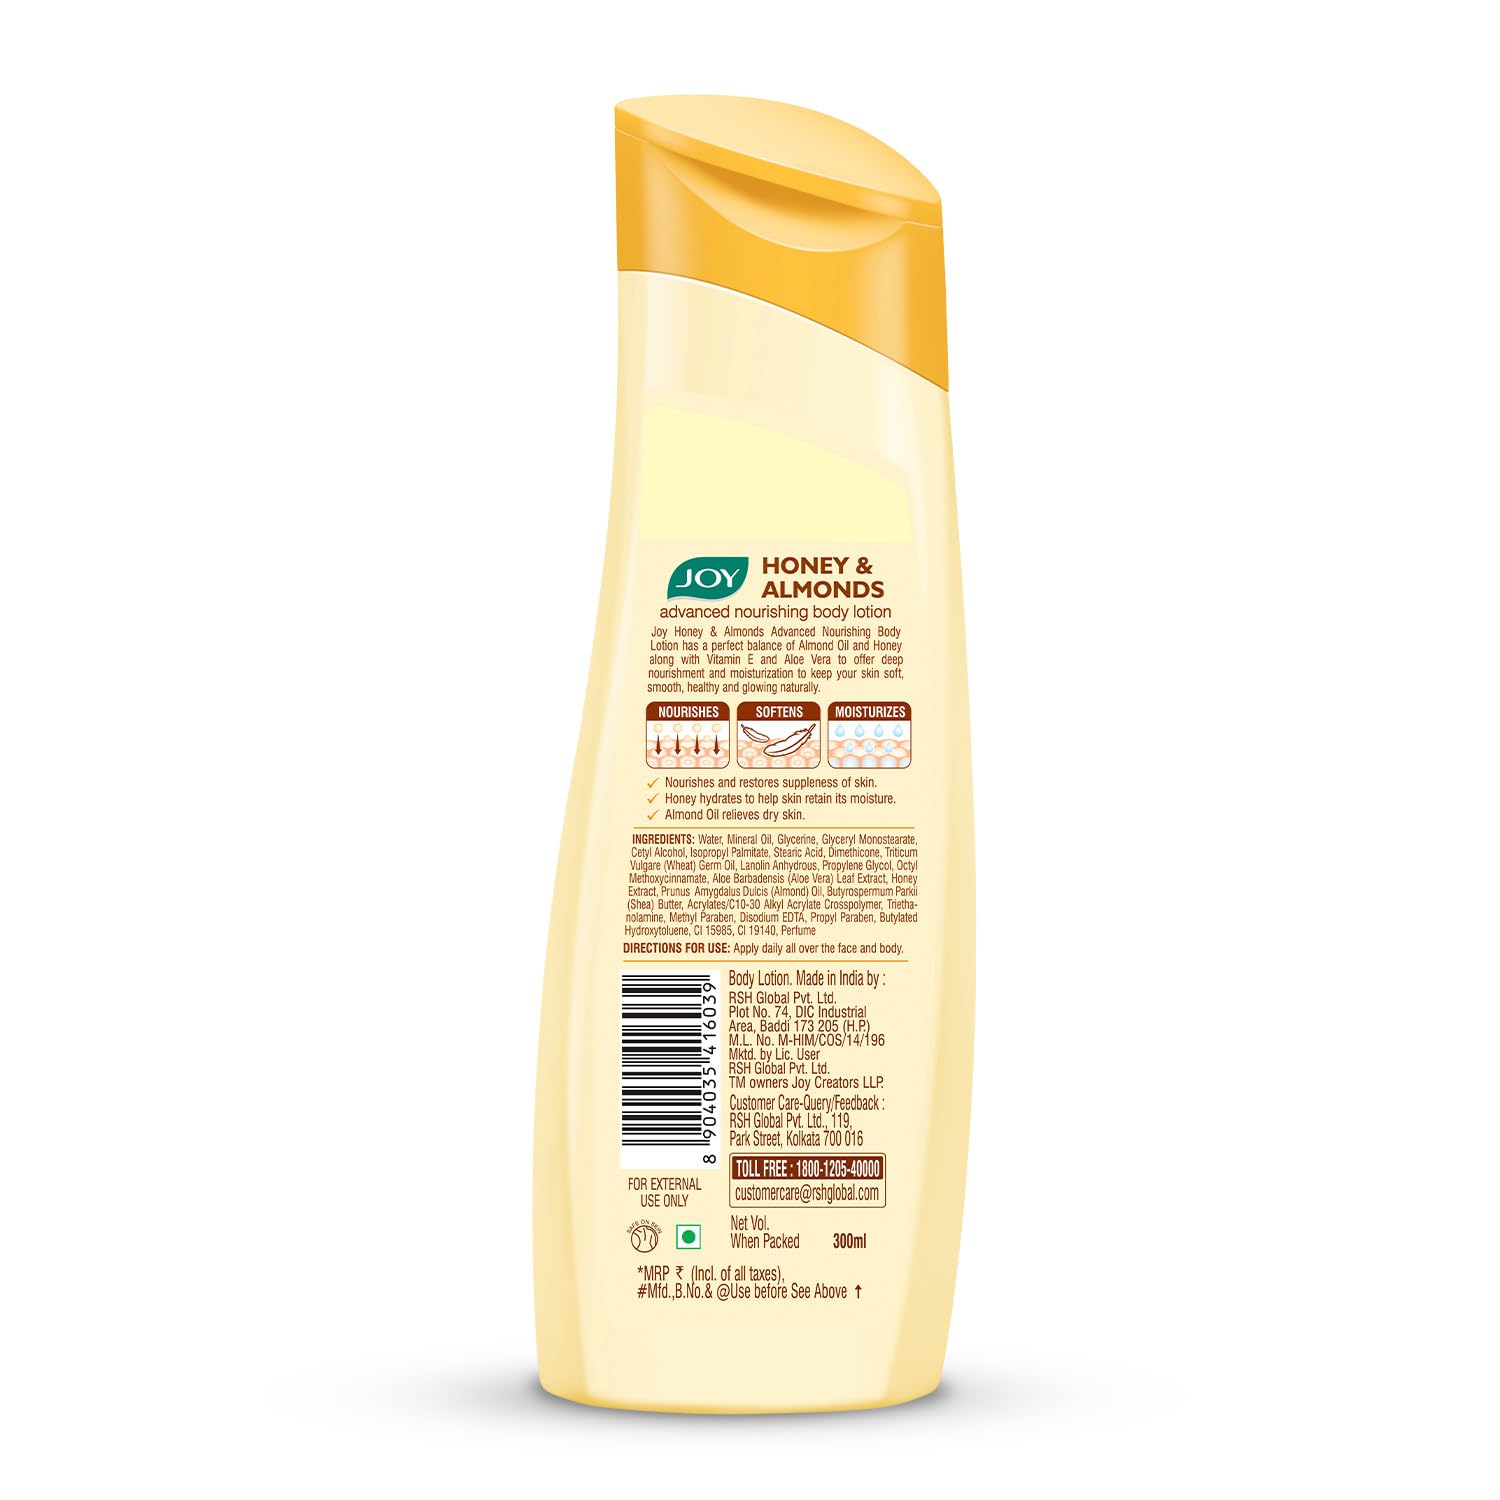 JOY
HONEY &
ALMONDS
advanced nourishing body lotion
Joy Honey & Almonds Advanced Nourishing Body
Lotion has a perfect balance of Almond Oil and Honey
along with Vitamin E and Aloe Vera to offer deep
nourishment and moisturization to keep your skin soft,
smooth, healthy and glowing naturally.
NOURISHES
SOFTENS
MOISTURIZES
✓ Nourishes and restores suppleness of skin.
✓ Honey hydrates to help skin retain its moisture.
✓ Almond Oil relieves dry skin.
INGREDIENTS: Water, Mineral Oil, Glycerine, Glyceryl Monostearate,
Cetyl Alcohol, Isopropyl Palmitate, Stearic Acid, Dimethicone, Triticum
Vulgare (Wheat) Germ Oil, Lanolin Anhydrous, Propylene Glycol, Octyl
Methoxycinnamate, Aloe Barbadensis (Aloe Vera) Leaf Extract, Honey
Extract, Prunus Amygdalus Dulcis (Almond) Oil, Butyrospermum Parkii
(Shea) Butter, Acrylates/C10-30 Alkyl Acrylate Crosspolymer, Trietha-
nolamine, Methyl Paraben, Disodium EDTA, Propyl Paraben, Butylated
Hydroxytoluene, CI 15985, CI 19140, Perfume
DIRECTIONS FOR USE: Apply daily all over the face and body.
8 904035 416039
Body Lotion. Made in India by :
RSH Global Pvt. Ltd.
Plot No. 74, DIC Industrial
Area, Baddi 173 205 (H.P.)
M.L. No. M-HIM/COS/14/196
Mktd. by Lic. User
RSH Global Pvt. Ltd.
TM owners Joy Creators LLP.
Customer Care-Query/Feedback :
RSH Global Pvt. Ltd., 119,
Park Street, Kolkata 700 016
TOLL FREE : 1800-1205-40000
customercare@rshglobal.com
FOR EXTERNAL
USE ONLY
SAFE ON SKIN
Net Vol.
When Packed 300ml
*MRP ₹ (Incl. of all taxes),
#Mfd.,B.No.& @Use before See Above ↑